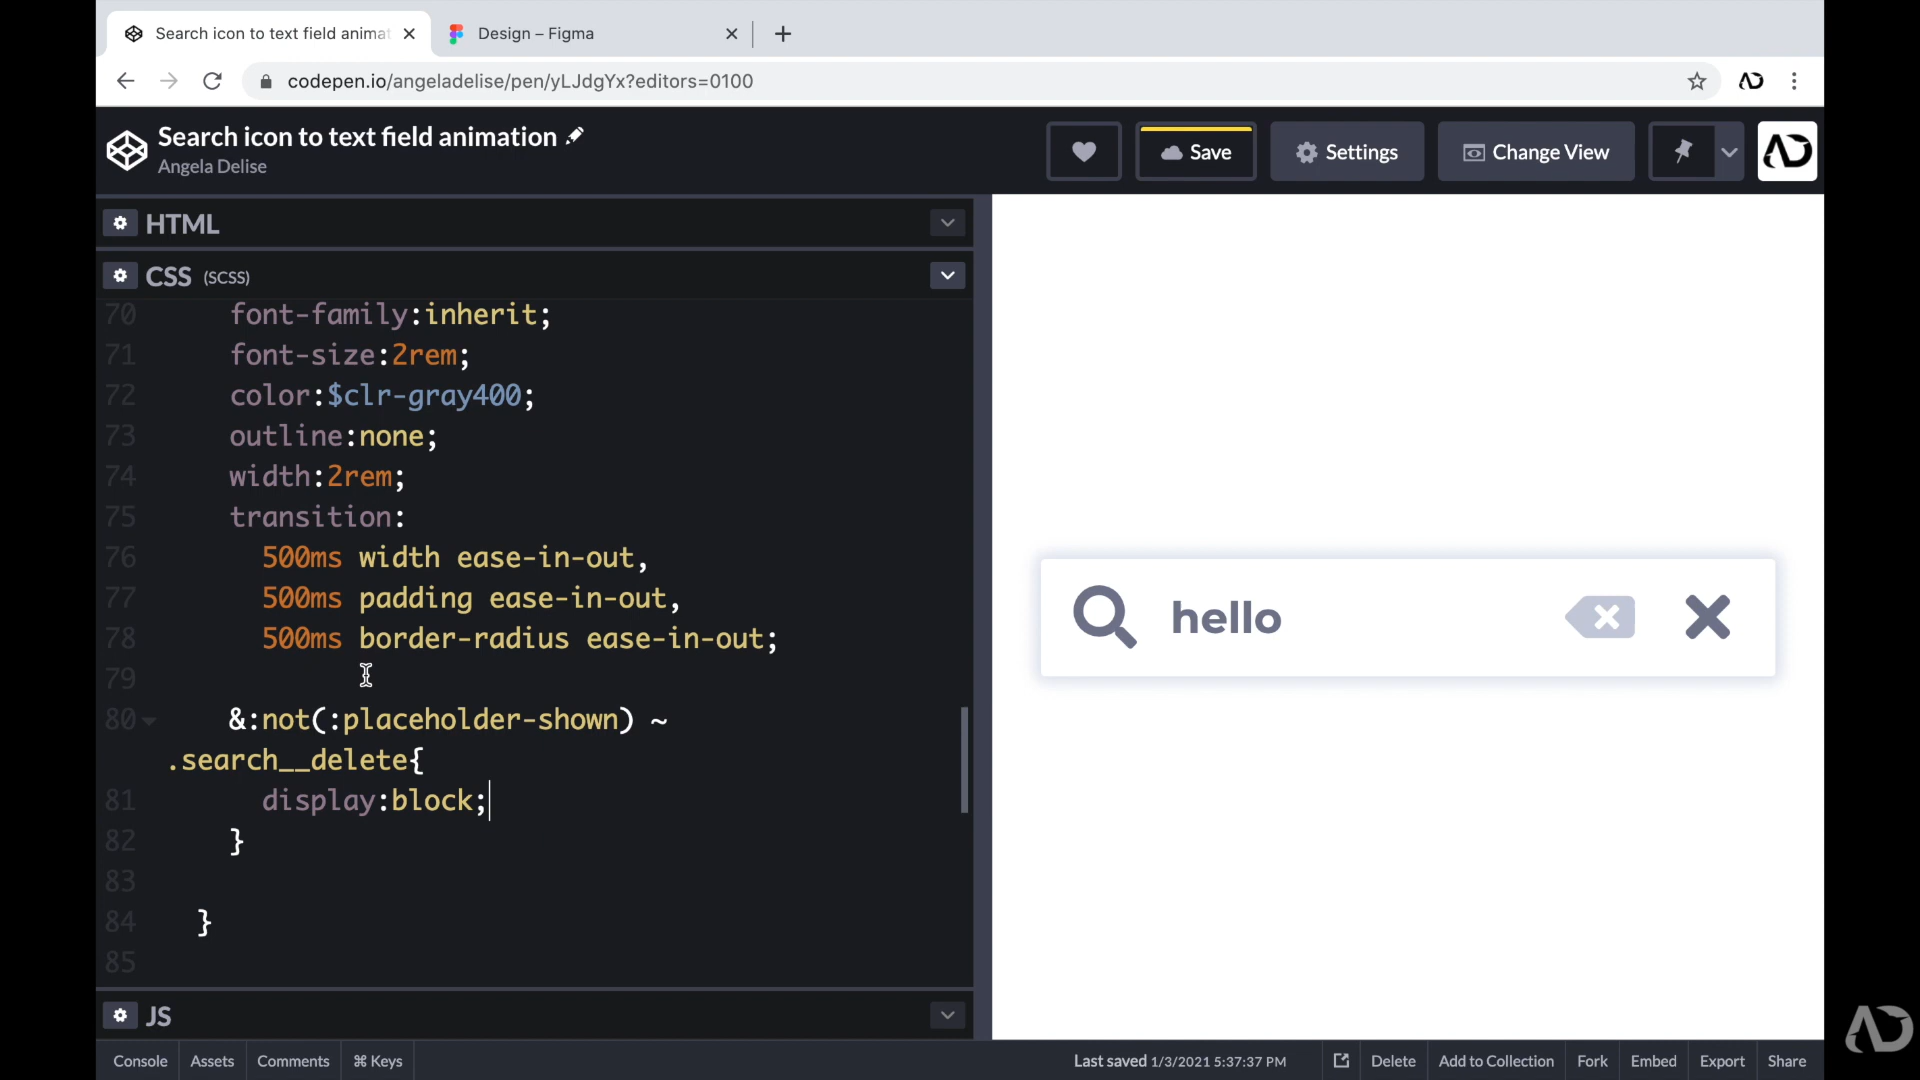 Search icon to text field animat
Design – Figma
codepen.io/angeladelise/pen/yLJdgYx?editors=0100
Search icon to text field animation
Angela Delise
Save
Settings
Change View
HTML
CSS (SCSS)
70 font-family:inherit;
71 font-size:2rem;
72 color:$clr-gray400;
73 outline:none;
74 width:2rem;
75 transition:
76 500ms width ease-in-out,
77 500ms padding ease-in-out,
78 500ms border-radius ease-in-out;
79
80 &:not(:placeholder-shown) ~
.search__delete{
81 display:block;
82 }
83
84 }
85
hello
JS
Console Assets Comments ⌘ Keys
Last saved 1/3/2021 5:37:37 PM
Delete Add to Collection Fork Embed Export Share